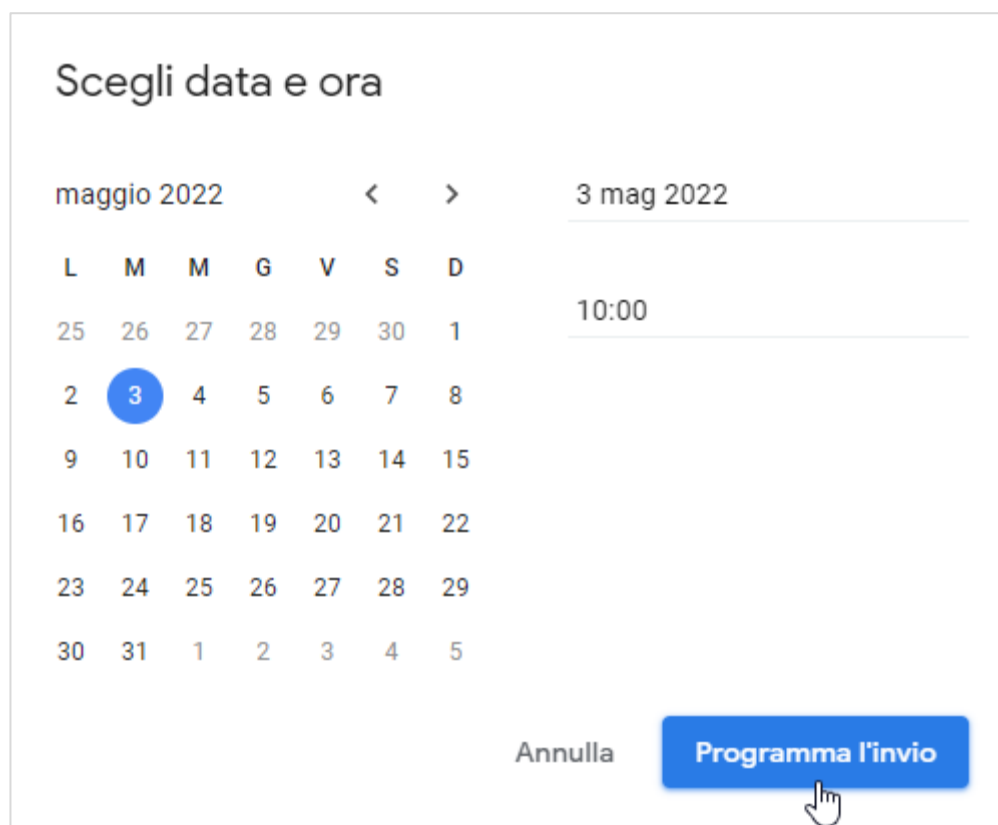 Scegli data e ora
maggio 2022 < >
3 mag 2022
L M M G V S D
10:00
25 26 27 28 29 30 1
2 3 4 5 6 7 8
9 10 11 12 13 14 15
16 17 18 19 20 21 22
23 24 25 26 27 28 29
30 31 1 2 3 4 5
Annulla
Programma l'invio